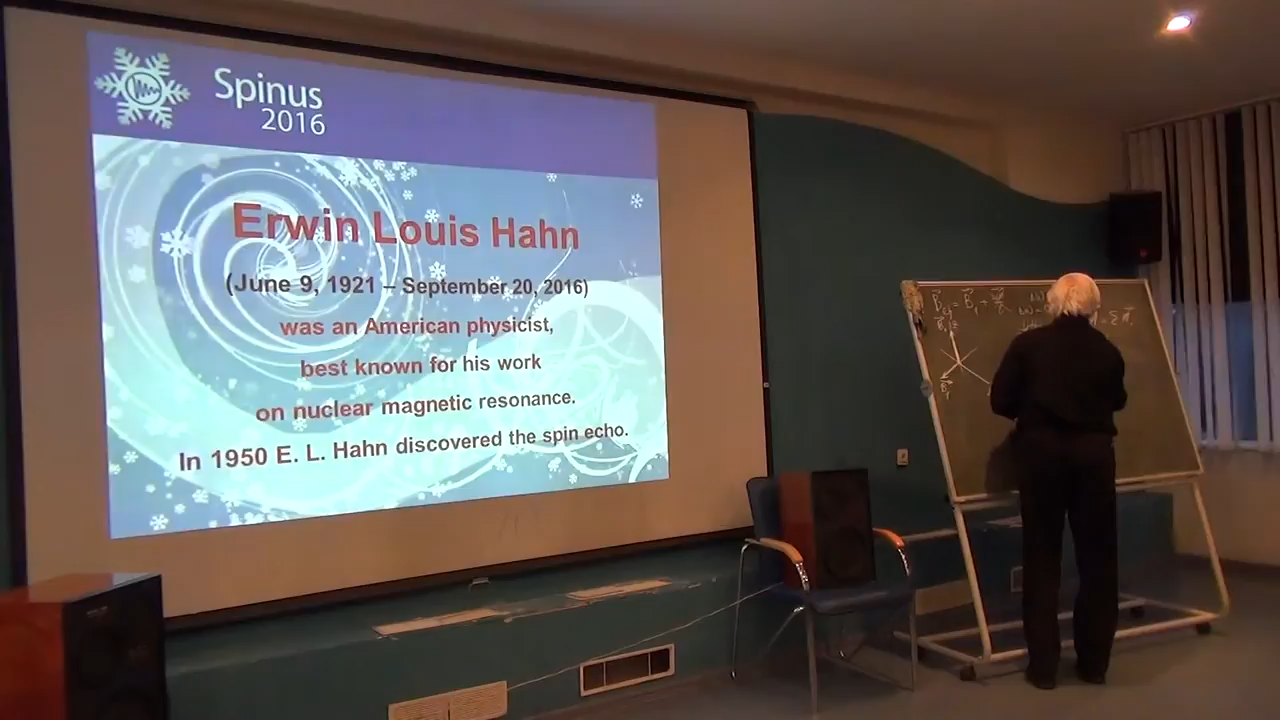 Spinus
2016
Erwin Louis Hahn
(June 9, 1921 – September 20, 2016)
was an American physicist,
best known for his work
on nuclear magnetic resonance.
In 1950 E. L. Hahn discovered the spin echo.